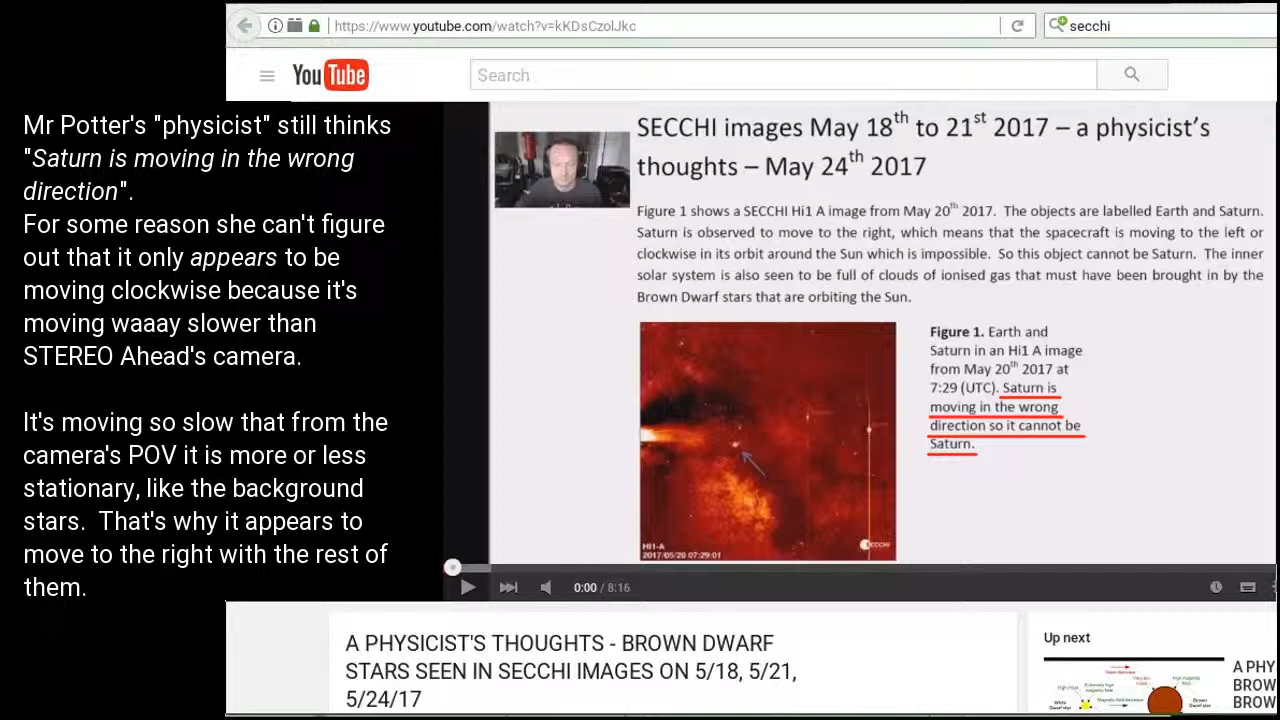 https://www.youtube.com/watch?v=kKDsCzolJkc
secchi
YouTube
Search
Mr Potter's "physicist" still thinks
"Saturn is moving in the wrong
direction".
For some reason she can't figure
out that it only appears to be
moving clockwise because it's
moving waaay slower than
STEREO Ahead's camera.
It's moving so slow that from the
camera's POV it is more or less
stationary, like the background
stars.  That's why it appears to
move to the right with the rest of
them.
SECCHI images May 18th to 21st 2017 – a physicist's
thoughts – May 24th 2017
Figure 1 shows a SECCHI Hi1 A image from May 20th 2017.  The objects are labelled Earth and Saturn.
Saturn is observed to move to the right, which means that the spacecraft is moving to the left or
clockwise in its orbit around the Sun which is impossible.  So this object cannot be Saturn.  The inner
solar system is also seen to be full of clouds of ionised gas that must have been brought in by the
Brown Dwarf stars that are orbiting the Sun.
Figure 1. Earth and
Saturn in an Hi1 A image
from May 20th 2017 at
7:29 (UTC). Saturn is
moving in the wrong
direction so it cannot be
Saturn.
HI1-A
2017/05/20 07:29:01
SECCHI
0:00 / 8:16
A PHYSICIST'S THOUGHTS - BROWN DWARF
STARS SEEN IN SECCHI IMAGES ON 5/18, 5/21,
5/24/17
Up next
A PHY
BROW
BROW